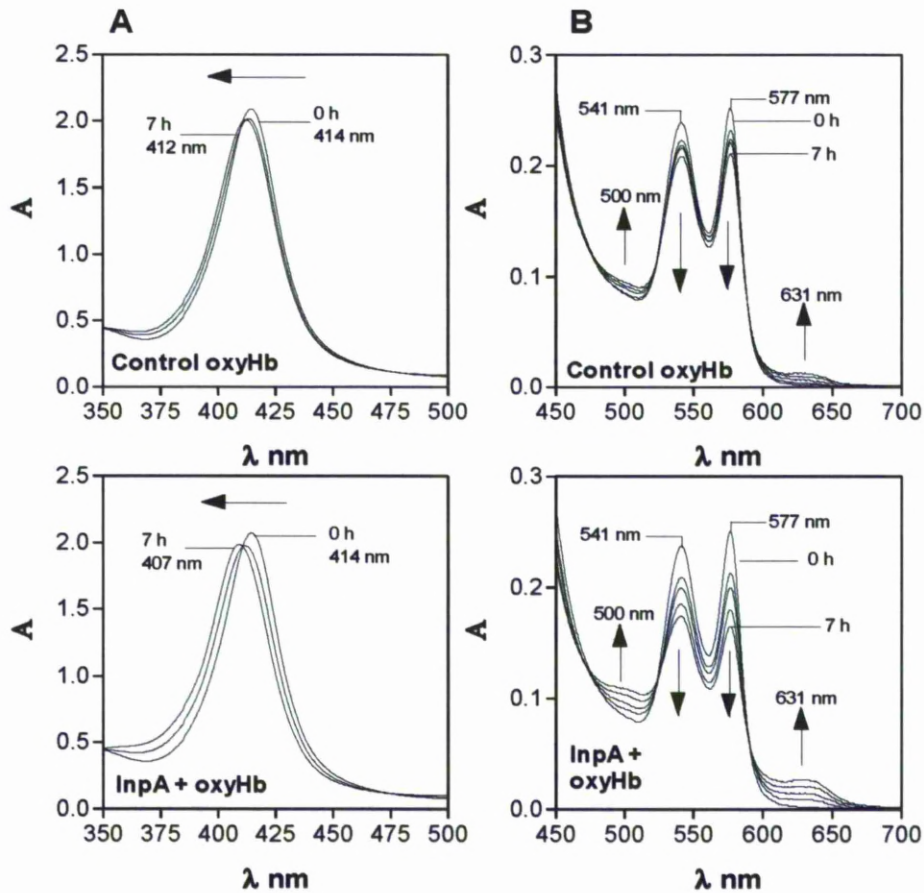 A
B
2.5
2.0
1.5
1.0
0.5
0.0
A
7 h
412 nm
0 h
414 nm
Control oxyHb
350 375 400 425 450 475 500
λ nm
0.3
0.2
0.1
0.0
A
541 nm
577 nm
0 h
7 h
500 nm
631 nm
Control oxyHb
450 500 550 600 650 700
λ nm
2.5
2.0
1.5
1.0
0.5
0.0
A
7 h
407 nm
0 h
414 nm
InpA + oxyHb
350 375 400 425 450 475 500
λ nm
0.3
0.2
0.1
0.0
A
541 nm
577 nm
0 h
7 h
500 nm
631 nm
InpA +
oxyHb
450 500 550 600 650 700
λ nm